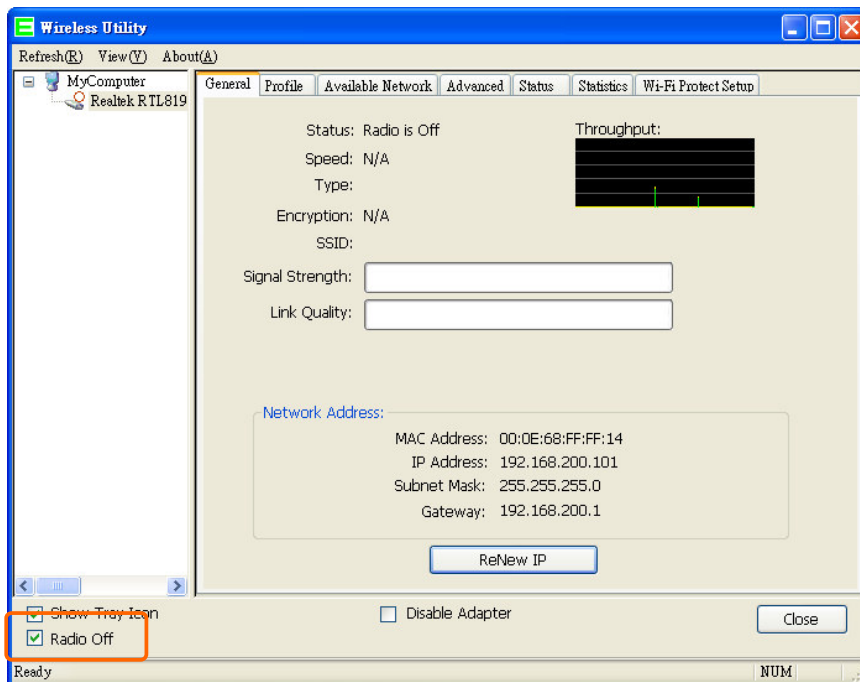 Wireless Utility
Refresh(R) View(V) About(A)
MyComputer
Realtek RTL819
General Profile Available Network Advanced Status Statistics Wi-Fi Protect Setup
Status: Radio is Off
Throughput:
Speed: N/A
Type:
Encryption: N/A
SSID:
Signal Strength:
Link Quality:
Network Address:
MAC Address: 00:0E:68:FF:FF:14
IP Address: 192.168.200.101
Subnet Mask: 255.255.255.0
Gateway: 192.168.200.1
ReNew IP
Show Tray Icon
Disable Adapter
Close
Radio Off
Ready
NUM